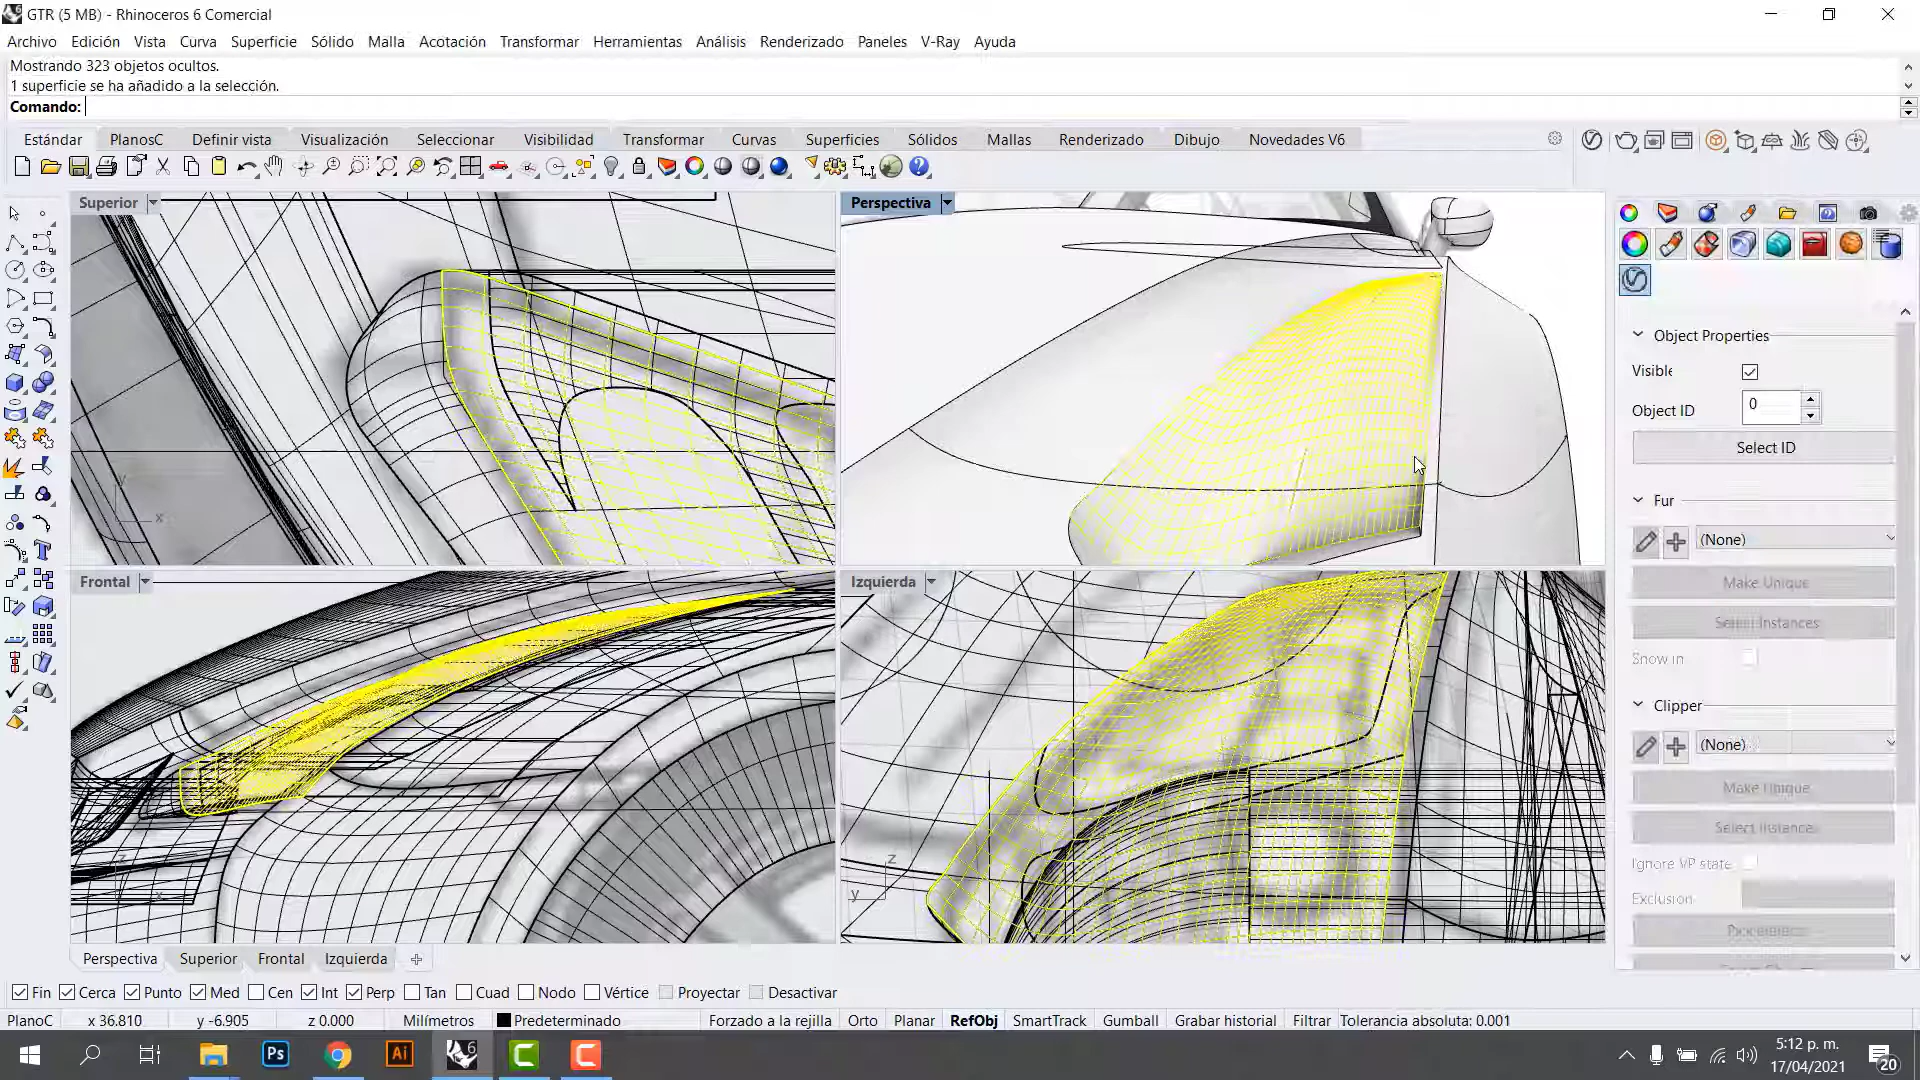 GTR (5 MB) - Rhinoceros 6 Comercial
Archivo Edición Vista Curva Superficie Sólido Malla Acotación Transformar Herramientas Análisis Renderizado Paneles V-Ray Ayuda
Mostrando 323 objetos ocultos.
1 superficie se ha añadido a la selección.
Comando:
Estándar PlanosC Definir vista Visualización Seleccionar Visibilidad Transformar Curvas Superficies Sólidos Mallas Renderizado Dibujo Novedades V6
Superior
Perspectiva
Object Properties
Visible
Object ID 0
Select ID
Fur
(None)
Make Unique
Select Instances
Frontal
Izquierda
Clipper
(None)
Make Unique
Ignore VP state
Exclusion
y x
z x
z y
Perspectiva Superior Frontal Izquierda
Fin Cerca Punto Med Cen Int Perp Tan Cuad Nodo Vértice Proyectar Desactivar
PlanoC x 36.810 y -6.905 z 0.000 Milímetros Predeterminado Forzado a la rejilla Orto Planar RefObj SmartTrack Gumball Grabar historial Filtrar Tolerancia absoluta: 0.001
Ps Ai 6 C C
5:12 p. m.
17/04/2021
20